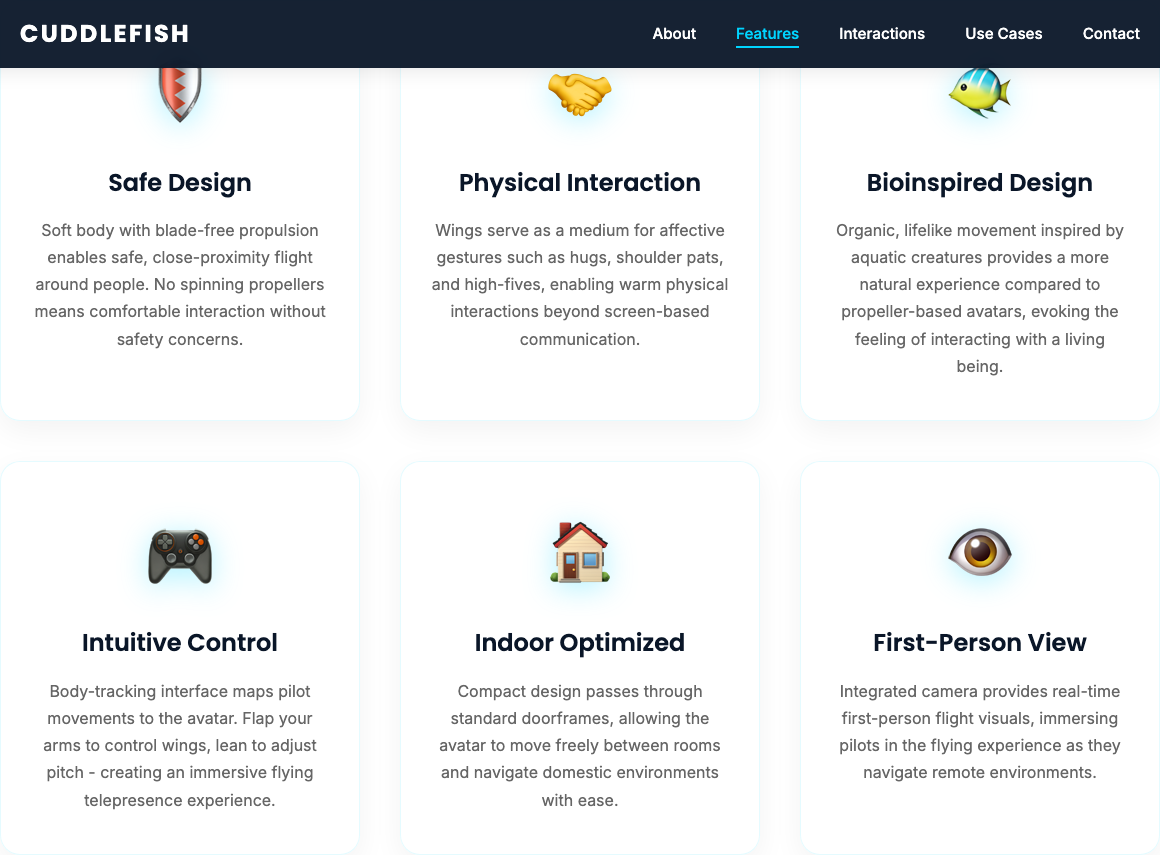 CUDDLEFISH
About
Features
Interactions
Use Cases
Contact
Safe Design
Soft body with blade-free propulsion
enables safe, close-proximity flight
around people. No spinning propellers
means comfortable interaction without
safety concerns.
Physical Interaction
Wings serve as a medium for affective
gestures such as hugs, shoulder pats,
and high-fives, enabling warm physical
interactions beyond screen-based
communication.
Bioinspired Design
Organic, lifelike movement inspired by
aquatic creatures provides a more
natural experience compared to
propeller-based avatars, evoking the
feeling of interacting with a living
being.
Intuitive Control
Body-tracking interface maps pilot
movements to the avatar. Flap your
arms to control wings, lean to adjust
pitch - creating an immersive flying
telepresence experience.
Indoor Optimized
Compact design passes through
standard doorframes, allowing the
avatar to move freely between rooms
and navigate domestic environments
with ease.
First-Person View
Integrated camera provides real-time
first-person flight visuals, immersing
pilots in the flying experience as they
navigate remote environments.